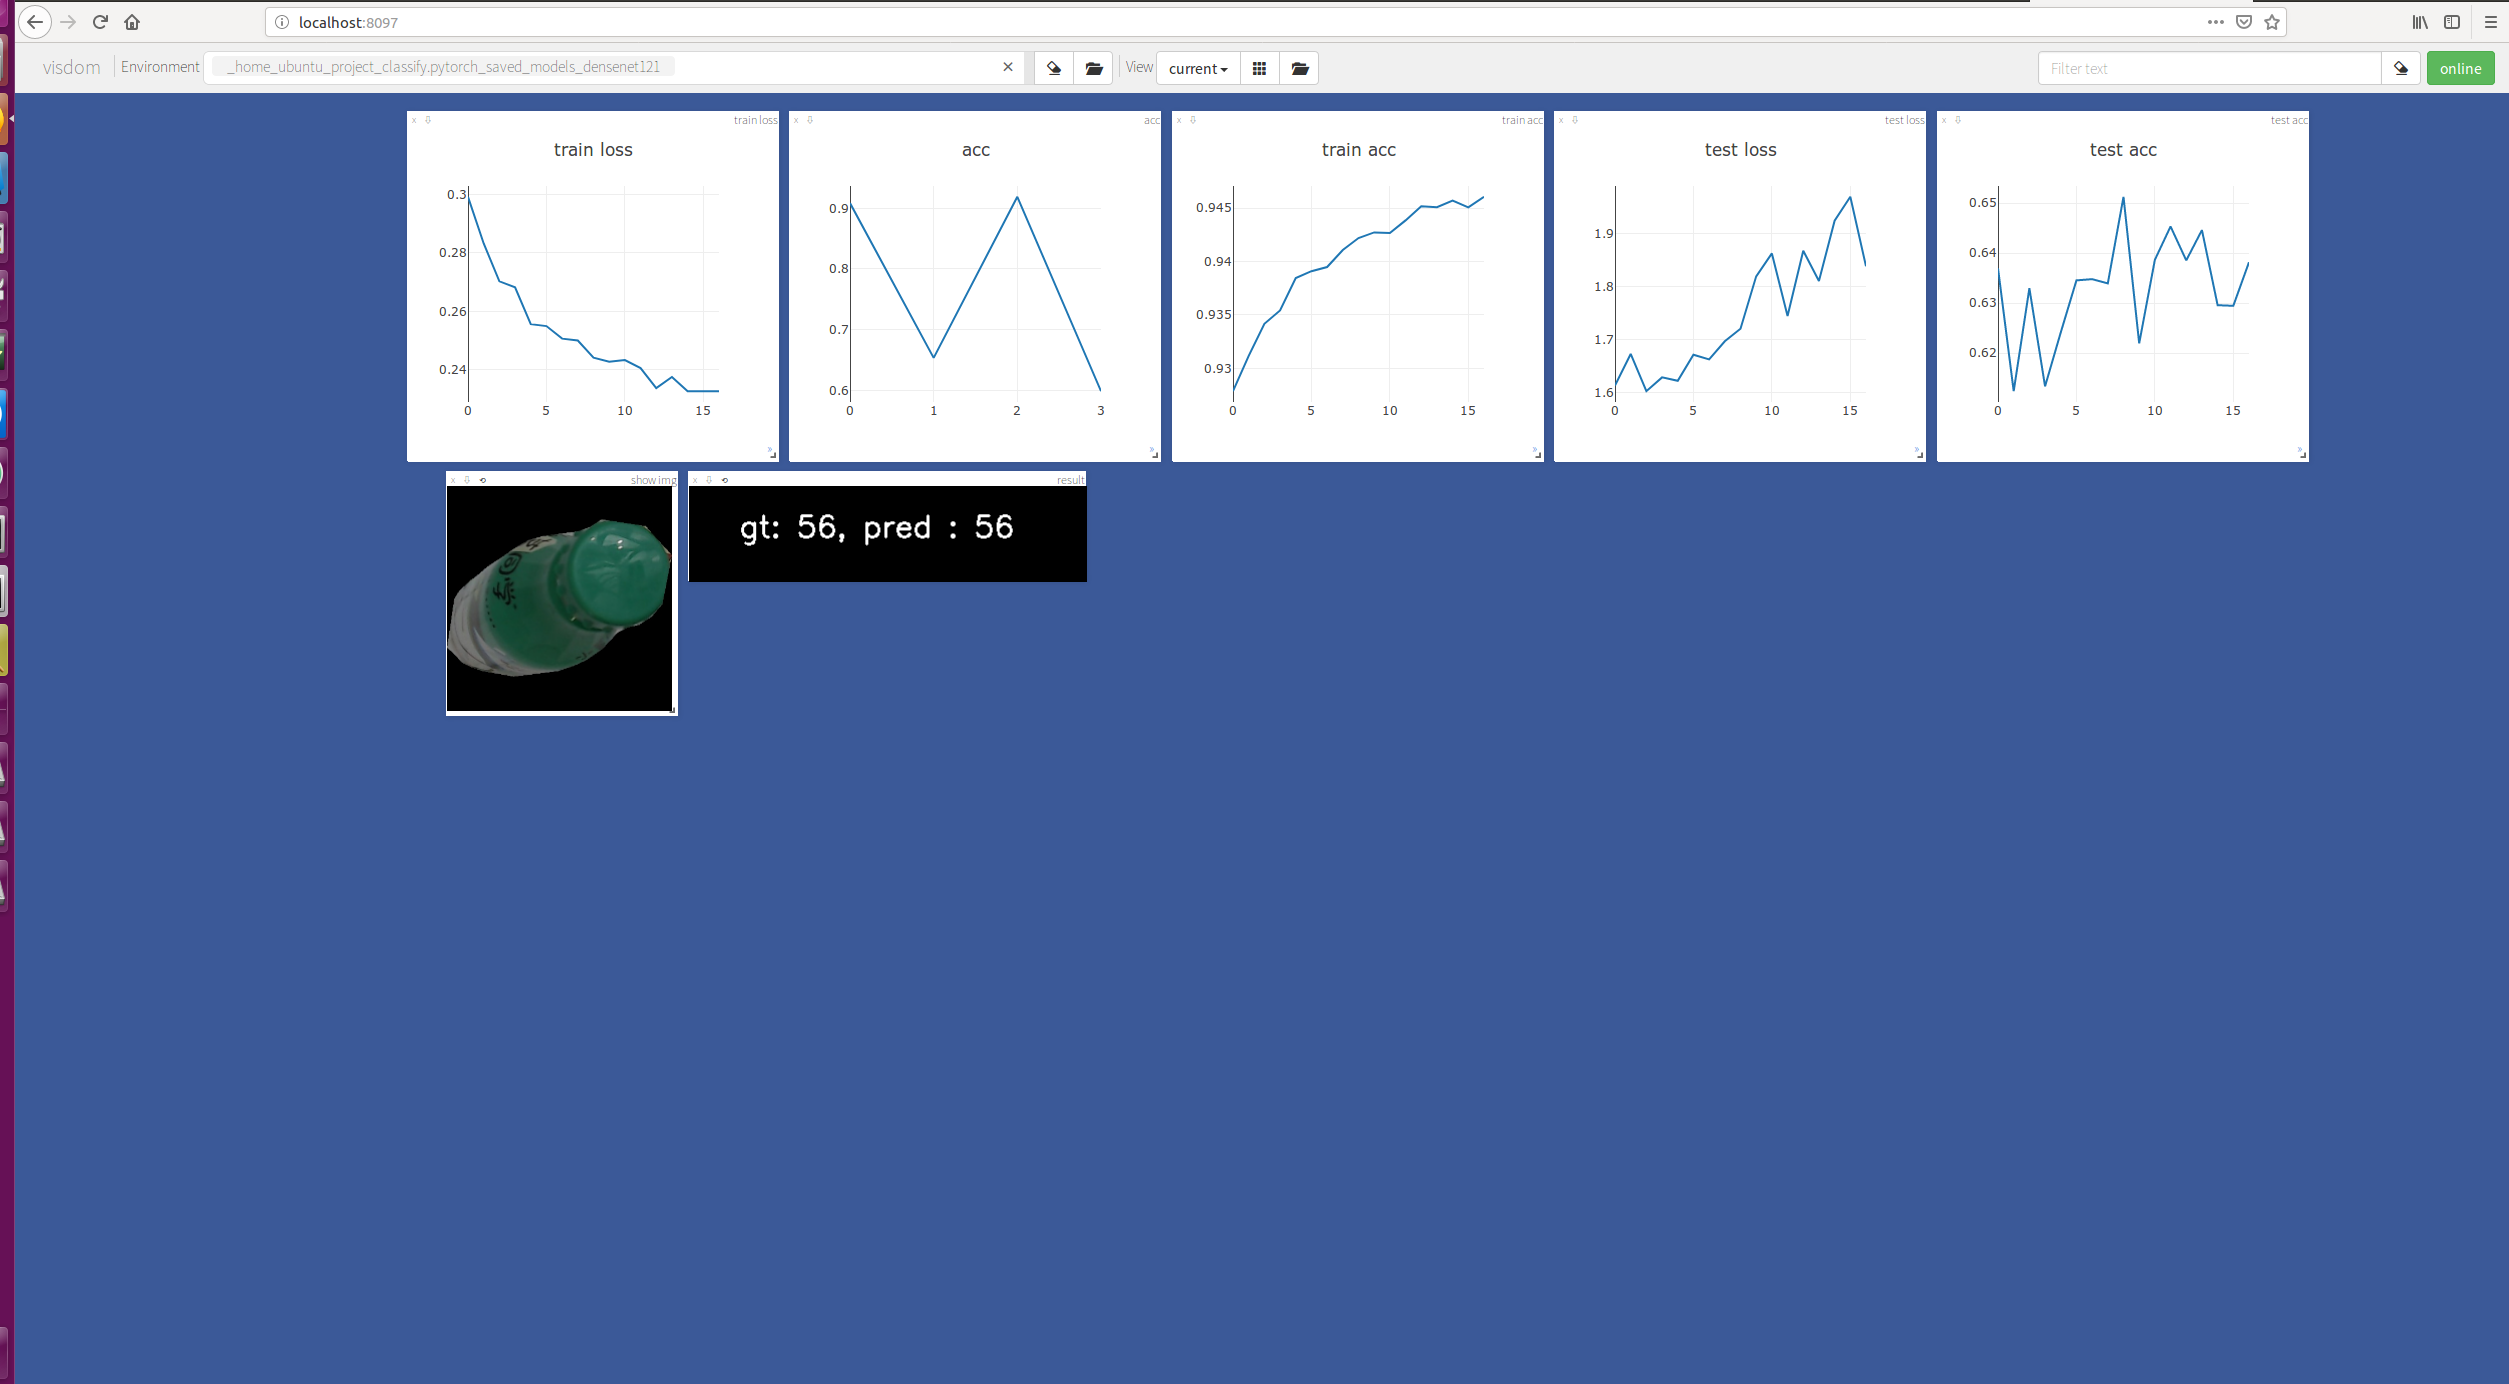 localhost:8097
visdom Environment _home_ubuntu_project_classify.pytorch_saved_models_densenet121 × View current Filter text online
x train loss
train loss
0.3
0.28
0.26
0.24
0 5 10 15
»
x acc
acc
0.9
0.8
0.7
0.6
0 1 2 3
»
x train acc
train acc
0.945
0.94
0.935
0.93
0 5 10 15
»
x test loss
test loss
1.9
1.8
1.7
1.6
0 5 10 15
»
x test acc
test acc
0.65
0.64
0.63
0.62
0 5 10 15
»
x show img
x result
gt: 56, pred : 56